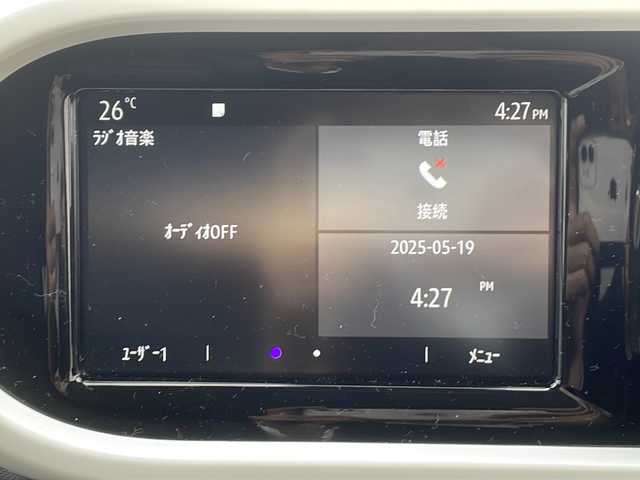 26℃
4:27PM
ﾗｼﾞｵ音楽
電話
接続
ｵｰﾃﾞｨｵOFF
2025-05-19
4:27 PM
ﾕｰｻﾞｰ1
ﾒﾆｭｰ